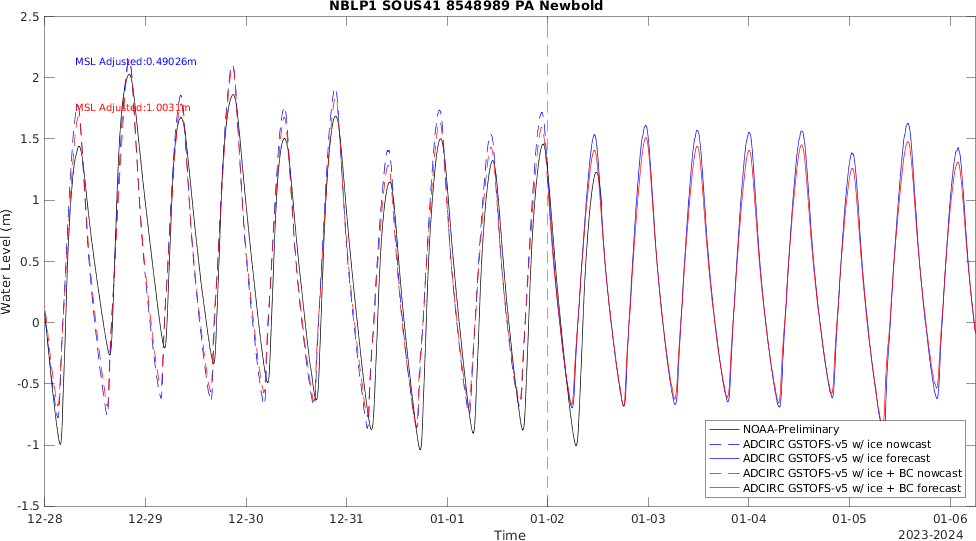 NBLP1 SOUS41 8548989 PA Newbold
2.5
2
1.5
1
0.5
0
-0.5
-1
-1.5
Water Level (m)
MSL Adjusted:0.49026m
MSL Adjusted:1.0031m
NOAA-Preliminary
ADCIRC GSTOFS-v5 w/ ice nowcast
ADCIRC GSTOFS-v5 w/ ice forecast
ADCIRC GSTOFS-v5 w/ ice + BC nowcast
ADCIRC GSTOFS-v5 w/ ice + BC forecast
12-28 12-29 12-30 12-31 01-01 01-02 01-03 01-04 01-05 01-06
Time
2023-2024